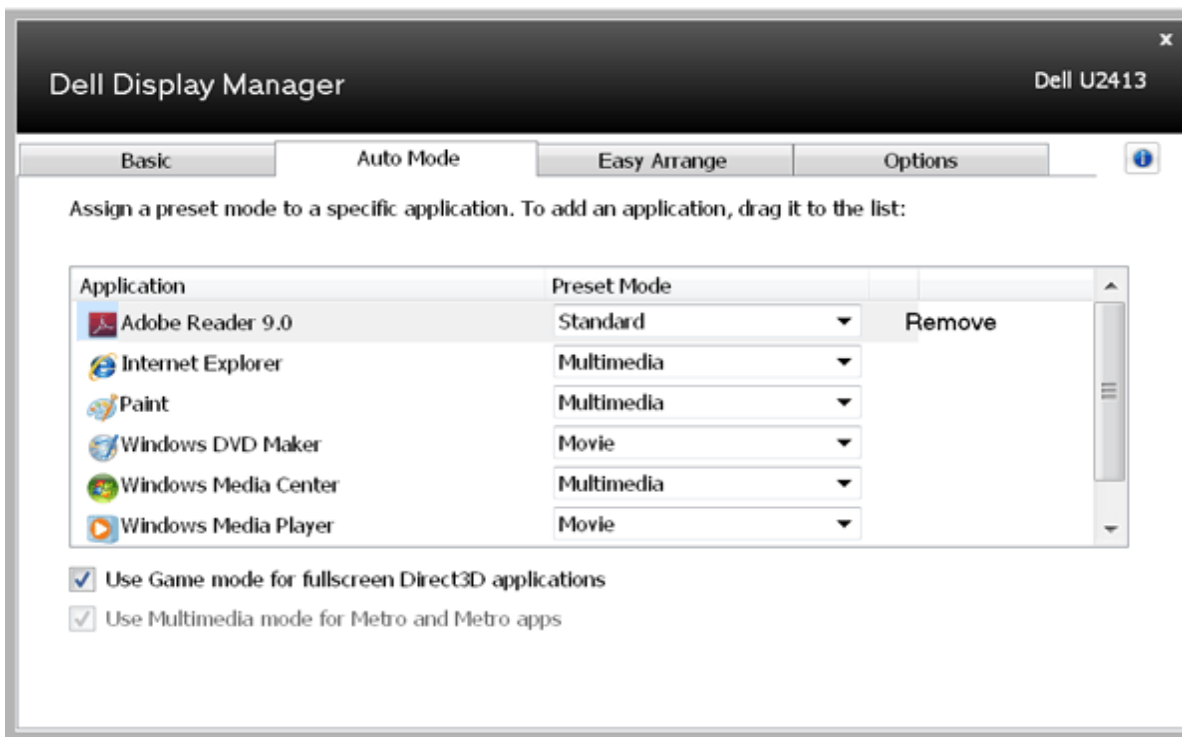 x
Dell Display Manager
Dell U2413
Basic Auto Mode Easy Arrange Options
Assign a preset mode to a specific application. To add an application, drag it to the list:
Application Preset Mode
Adobe Reader 9.0 Standard Remove
Internet Explorer Multimedia
Paint Multimedia
Windows DVD Maker Movie
Windows Media Center Multimedia
Windows Media Player Movie
Use Game mode for fullscreen Direct3D applications
Use Multimedia mode for Metro and Metro apps